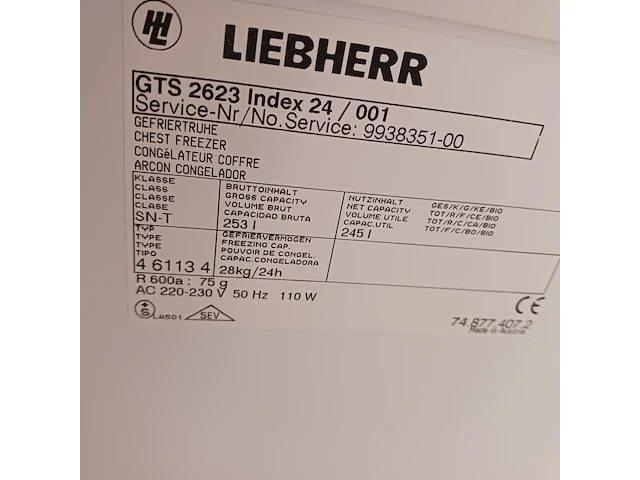 HL
LIEBHERR
GTS 2623 Index 24 / 001
Service-Nr/No.Service: 9938351-00
GEFRIERTRUHE
CHEST FREEZER
CONGéLATEUR COFFRE
ARCON CONGELADOR
KLASSE
CLASS
CLASSE
CLASE
SN-T
BRUTTOINHALT
GROSS CAPACITY
VOLUME BRUT
CAPACIDAD BRUTA
253 l
NUTZINHALT
NET CAPACITY
VOLUME UTILE
CAPAC.UTIL
245 l
GES/K/G/KE/BIO
TOT/R/F/CE/BIO
TOT/R/C/CA/BIO
TOT/F/C/BO/BIO
TYP
TYPE
TYPE
TIPO
4 6113 4
GEFRIERVERMÖGEN
FREEZING CAP.
POUVOIR DE CONGEL.
CAPAC.CONGELADORA
28kg/24h
R 600a : 75 g
AC 220-230 V 50 Hz 110 W
+S LA501 SEV
CE
74.877.407.2
Made in Austria